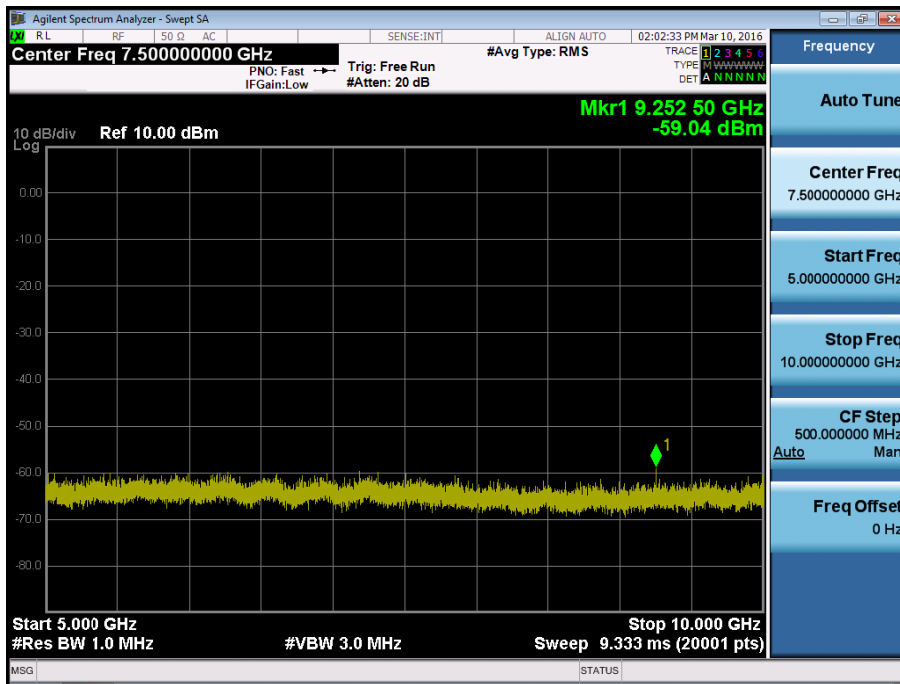 Agilent Spectrum Analyzer - Swept SA
LXI RL RF 50 Ω AC SENSE:INT ALIGN AUTO 02:02:33 PM Mar 10, 2016
Center Freq 7.500000000 GHz
PNO: Fast
IFGain:Low
Trig: Free Run
#Atten: 20 dB
#Avg Type: RMS
TRACE 1 2 3 4 5 6
TYPE M WWWWW
DET A N N N N N
Mkr1 9.252 50 GHz
-59.04 dBm
10 dB/div Ref 10.00 dBm
Log
0.00
-10.0
-20.0
-30.0
-40.0
-50.0
-60.0
-70.0
-80.0
1
Start 5.000 GHz Stop 10.000 GHz
#Res BW 1.0 MHz #VBW 3.0 MHz Sweep 9.333 ms (20001 pts)
MSG STATUS
Frequency
Auto Tune
Center Freq
7.500000000 GHz
Start Freq
5.000000000 GHz
Stop Freq
10.000000000 GHz
CF Step
500.000000 MHz
Auto Man
Freq Offset
0 Hz